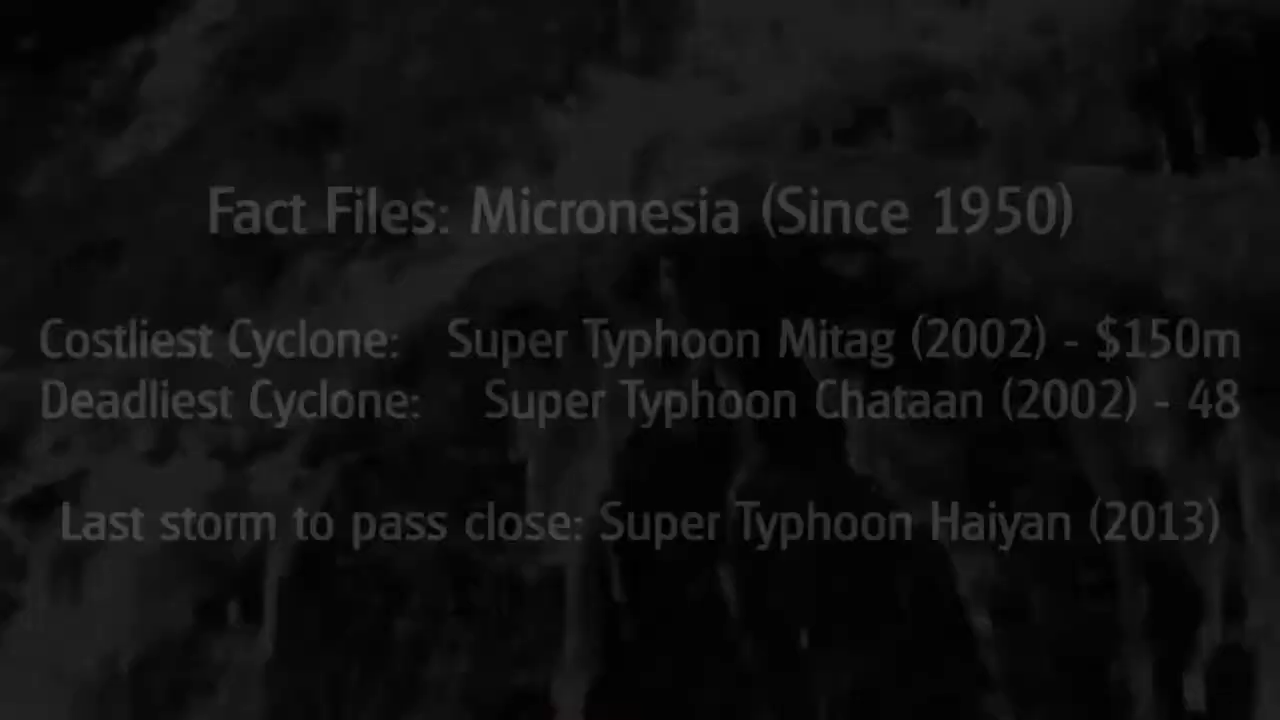 Fact Files: Micronesia (Since 1950)
Costliest Cyclone: Super Typhoon Mitag (2002) - $150m
Deadliest Cyclone: Super Typhoon Chataan (2002) - 48
Last storm to pass close: Super Typhoon Haiyan (2013)